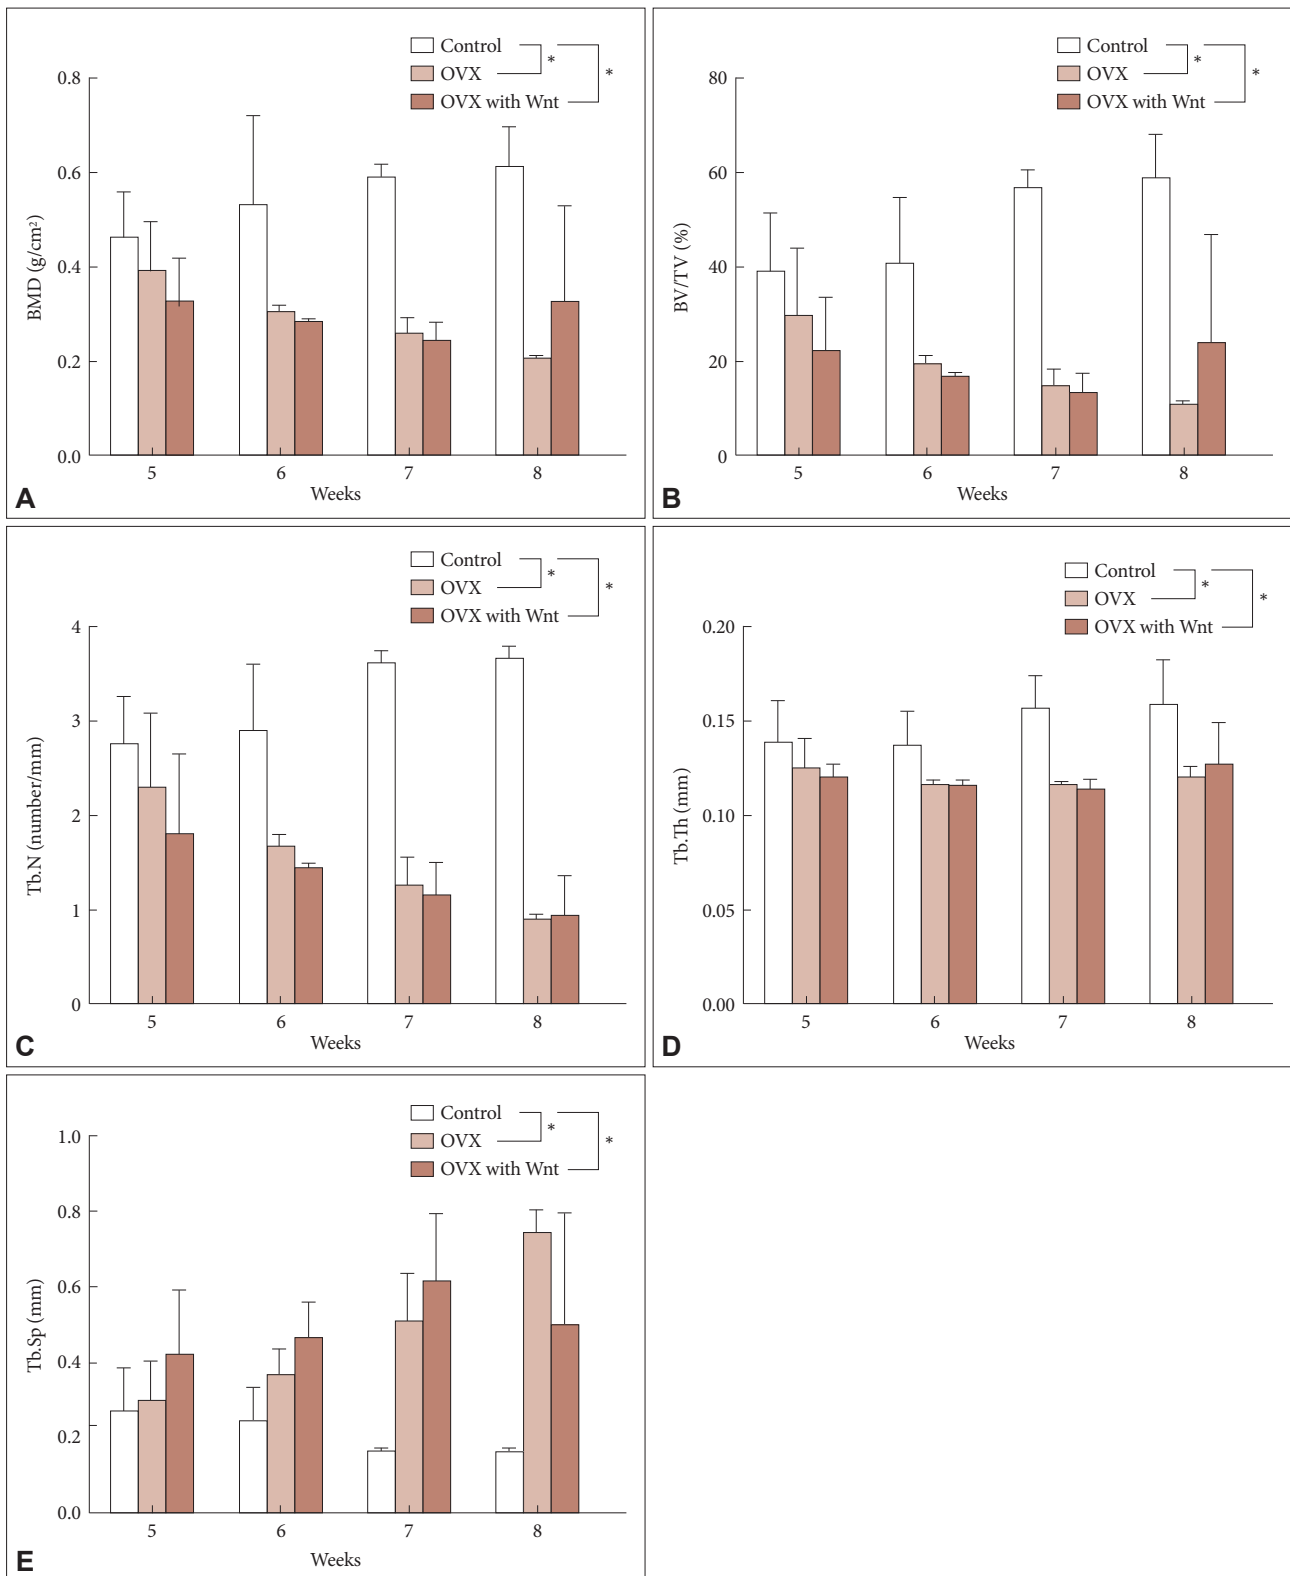 Control
*
OVX
*
OVX with Wnt
0.8
0.6
0.4
0.2
0.0
BMD (g/cm²)
5 6 7 8
Weeks
A
Control
*
OVX
*
OVX with Wnt
80
60
40
20
0
BV/TV (%)
5 6 7 8
Weeks
B
Control
*
OVX
*
OVX with Wnt
4
3
2
1
0
Tb.N (number/mm)
5 6 7 8
Weeks
C
Control
*
OVX
*
OVX with Wnt
0.20
0.15
0.10
0.05
0.00
Tb.Th (mm)
5 6 7 8
Weeks
D
Control
*
OVX
*
OVX with Wnt
1.0
0.8
0.6
0.4
0.2
0.0
Tb.Sp (mm)
5 6 7 8
Weeks
E